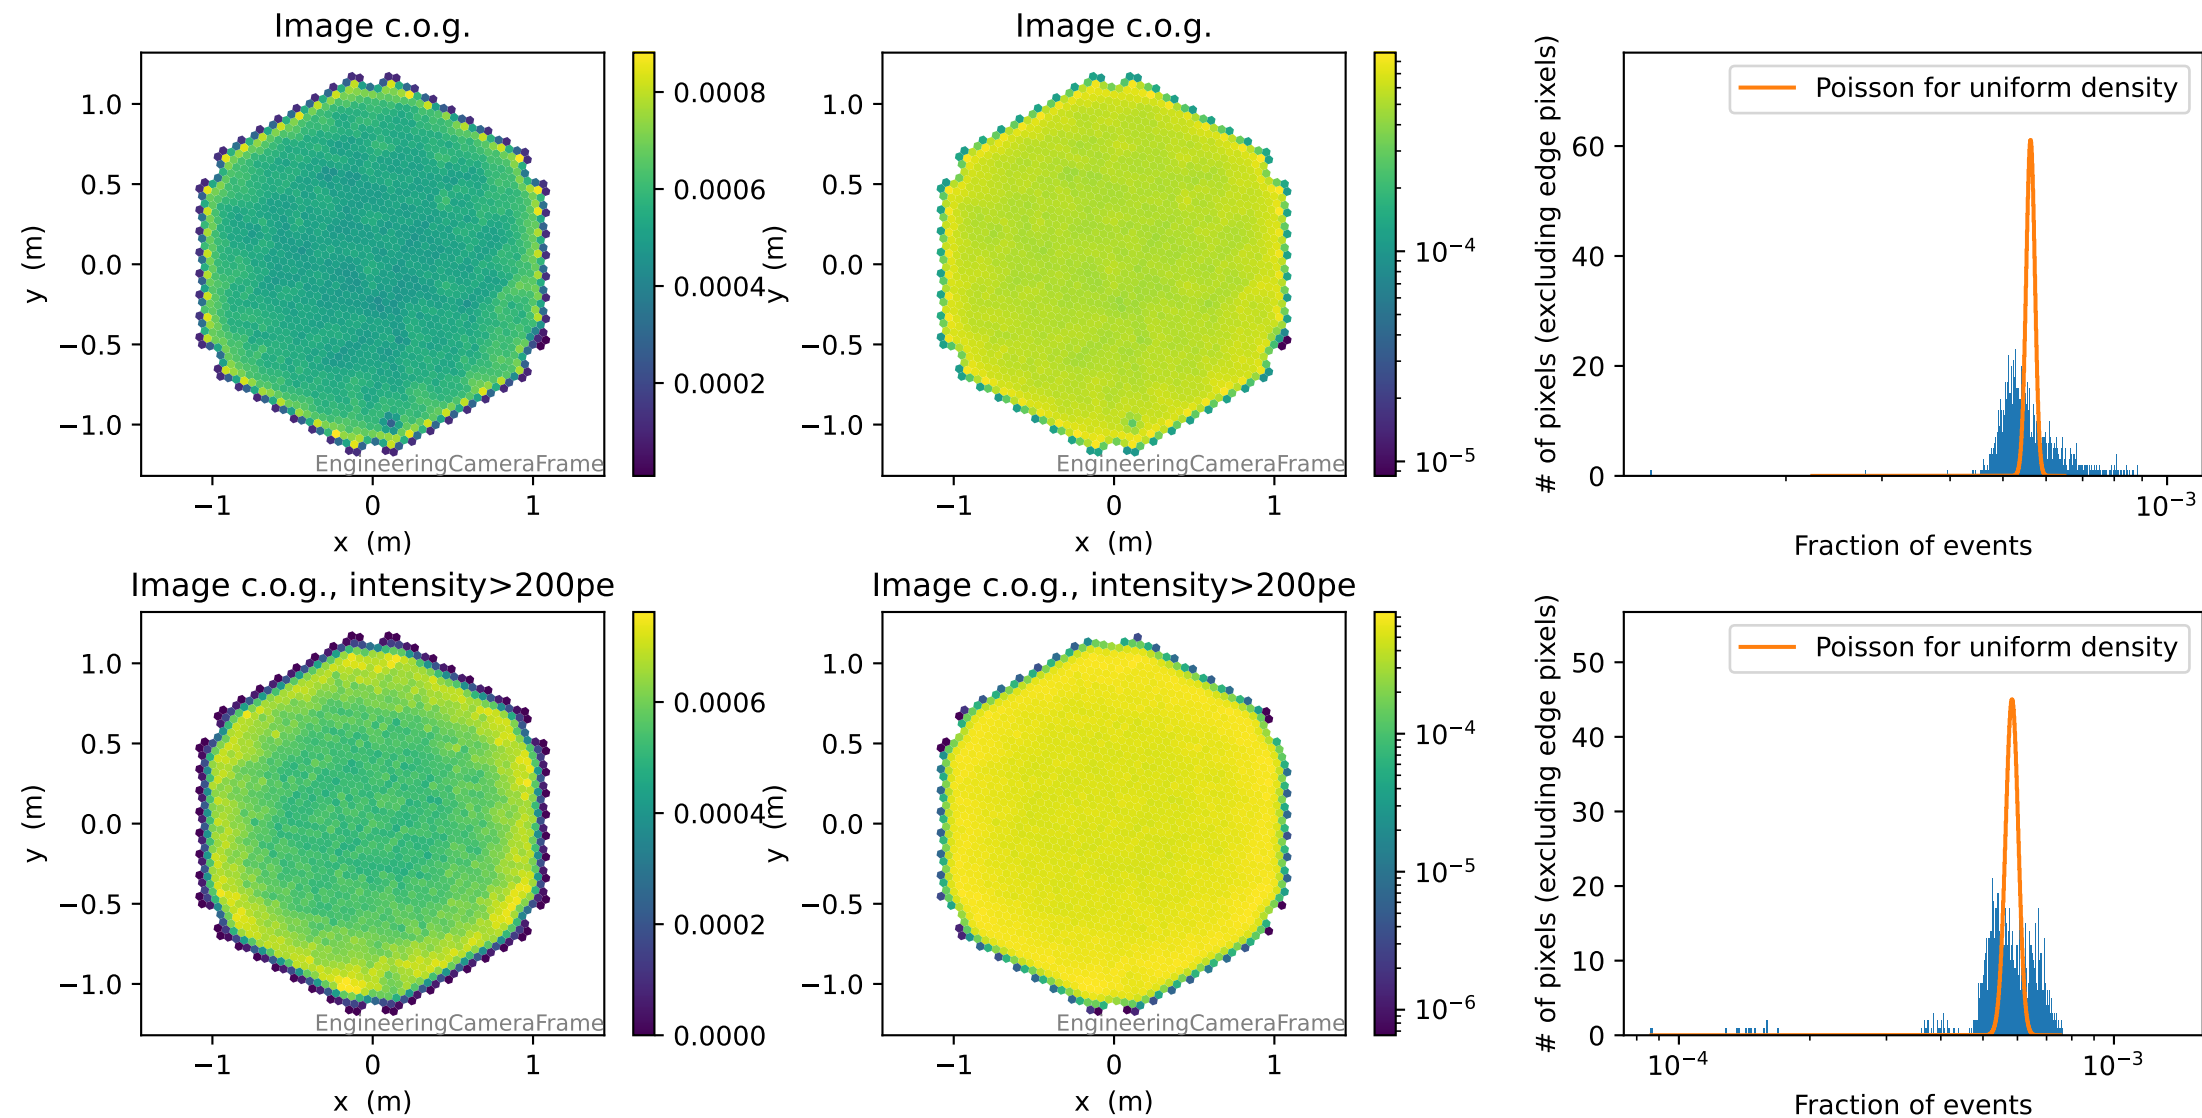 Image c.o.g.
1.0
0.5
0.0
−0.5
−1.0
y (m)
−1
0
1
x (m)
EngineeringCameraFrame
0.0008
0.0006
0.0004
0.0002
Image c.o.g.
1.0
0.5
0.0
−0.5
−1.0
y (m)
−1
0
1
x (m)
EngineeringCameraFrame
10⁻⁴
10⁻⁵
Poisson for uniform density
60
40
20
0
# of pixels (excluding edge pixels)
10⁻³
Fraction of events
Image c.o.g., intensity>200pe
1.0
0.5
0.0
−0.5
−1.0
y (m)
−1
0
1
x (m)
EngineeringCameraFrame
0.0006
0.0004
0.0002
0.0000
Image c.o.g., intensity>200pe
1.0
0.5
0.0
−0.5
−1.0
y (m)
−1
0
1
x (m)
EngineeringCameraFrame
10⁻⁴
10⁻⁵
10⁻⁶
Poisson for uniform density
50
40
30
20
10
0
# of pixels (excluding edge pixels)
10⁻⁴
10⁻³
Fraction of events